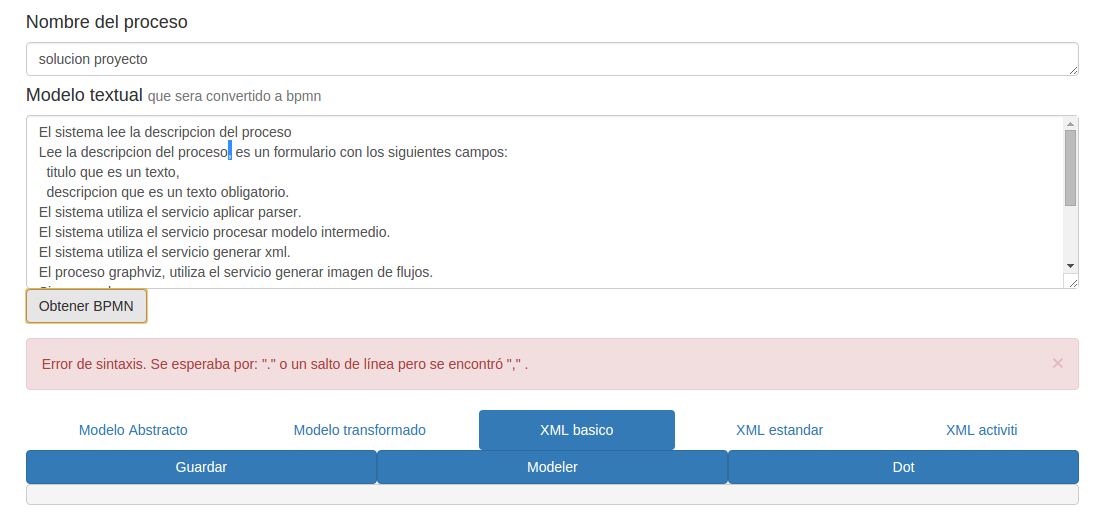 Nombre del proceso
solucion proyecto
Modelo textual que sera convertido a bpmn
El sistema lee la descripcion del proceso
Lee la descripcion del proceso, es un formulario con los siguientes campos:
titulo que es un texto,
descripcion que es un texto obligatorio.
El sistema utiliza el servicio aplicar parser.
El sistema utiliza el servicio procesar modelo intermedio.
El sistema utiliza el servicio generar xml.
El proceso graphviz, utiliza el servicio generar imagen de flujos.
Obtener BPMN
Error de sintaxis. Se esperaba por: "." o un salto de línea pero se encontró "," . ×
Modelo Abstracto Modelo transformado XML basico XML estandar XML activiti
Guardar Modeler Dot